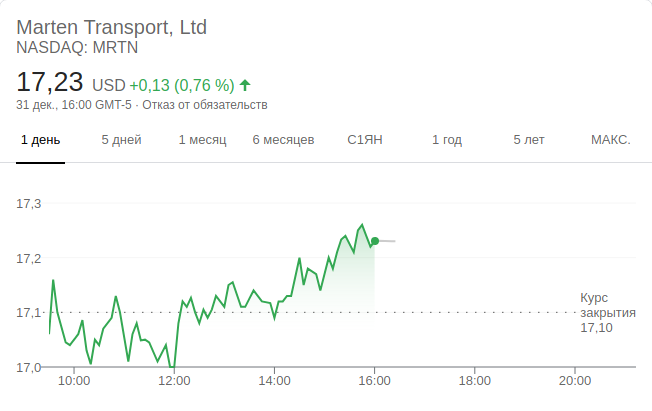 Marten Transport, Ltd
NASDAQ: MRTN
17,23 USD +0,13 (0,76 %)
31 дек., 16:00 GMT-5 · Отказ от обязательств
1 день 5 дней 1 месяц 6 месяцев С1ЯН 1 год 5 лет МАКС.
17,3
17,2
17,1
17,0
Курс
закрытия
17,10
10:00 12:00 14:00 16:00 18:00 20:00